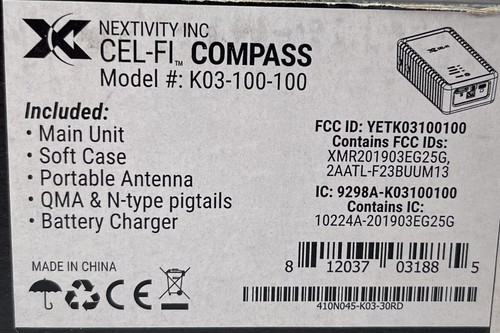 NEXTIVITY INC
CEL-FI™ COMPASS
Model #: K03-100-100
Included:
• Main Unit
• Soft Case
• Portable Antenna
• QMA & N-type pigtails
• Battery Charger
FCC ID: YETK03100100
Contains FCC IDs:
XMR201903EG25G,
2AATL-F23BUUM13
IC: 9298A-K03100100
Contains IC:
10224A-201903EG25G
MADE IN CHINA
CE
8 12037 03188 5
410N045-K03-30RD